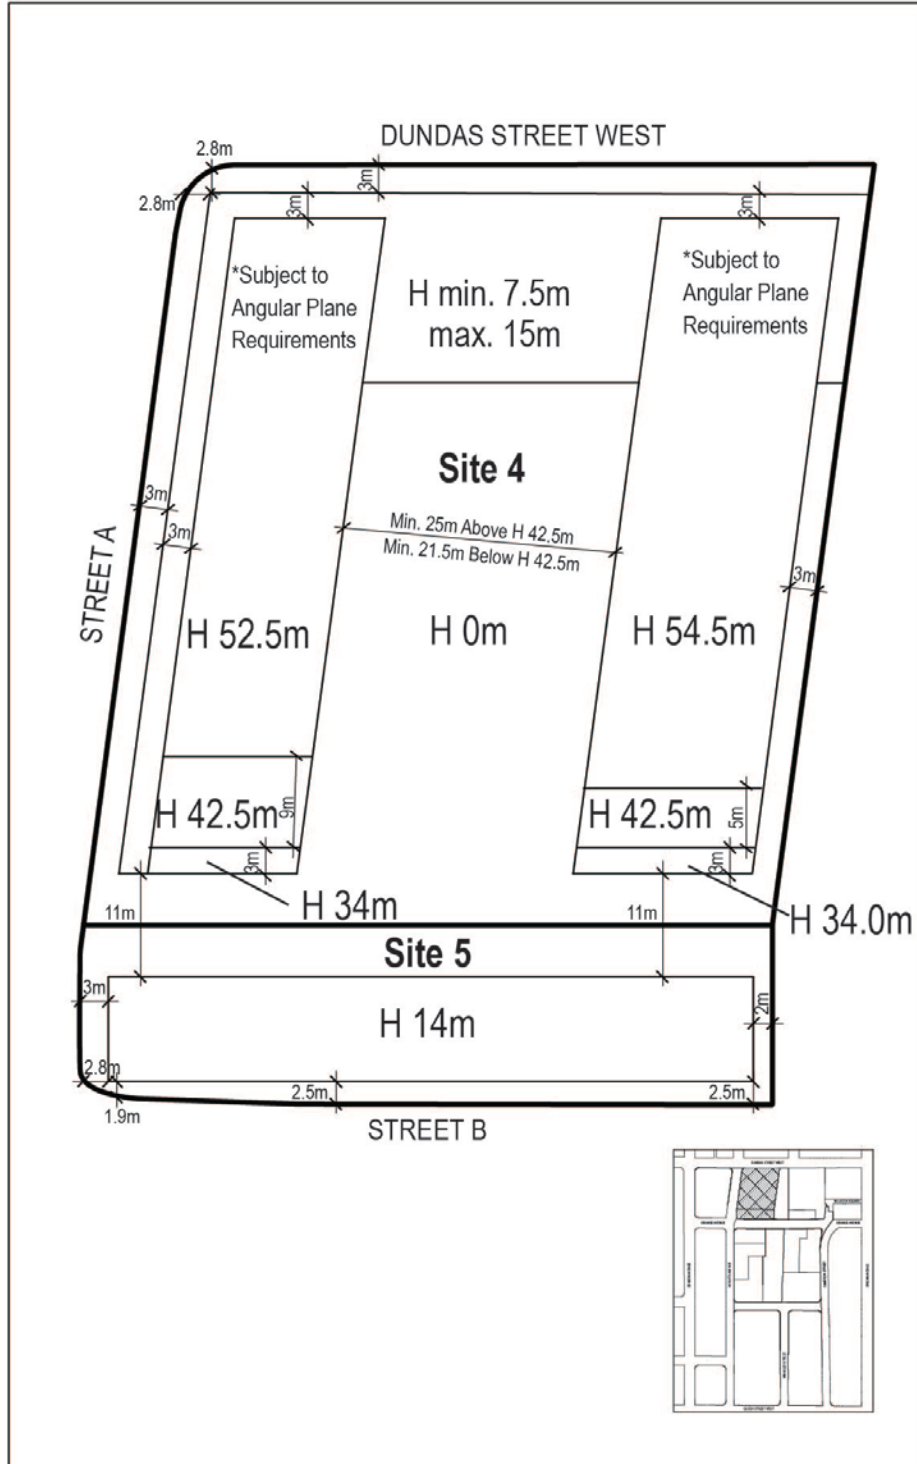 DUNDAS STREET WEST
2.8m
3m
2.8m
3m
3m
*Subject to
Angular Plane
Requirements
H min. 7.5m
max. 15m
*Subject to
Angular Plane
Requirements
Site 4
3m
Min. 25m Above H 42.5m
Min. 21.5m Below H 42.5m
3m
3m
STREET A
H 52.5m
H 0m
H 54.5m
H 42.5m
9m
H 42.5m
5m
3m
3m
H 34m
H 34.0m
11m
11m
Site 5
3m
H 14m
2m
2.8m
2.5m
2.5m
1.9m
STREET B